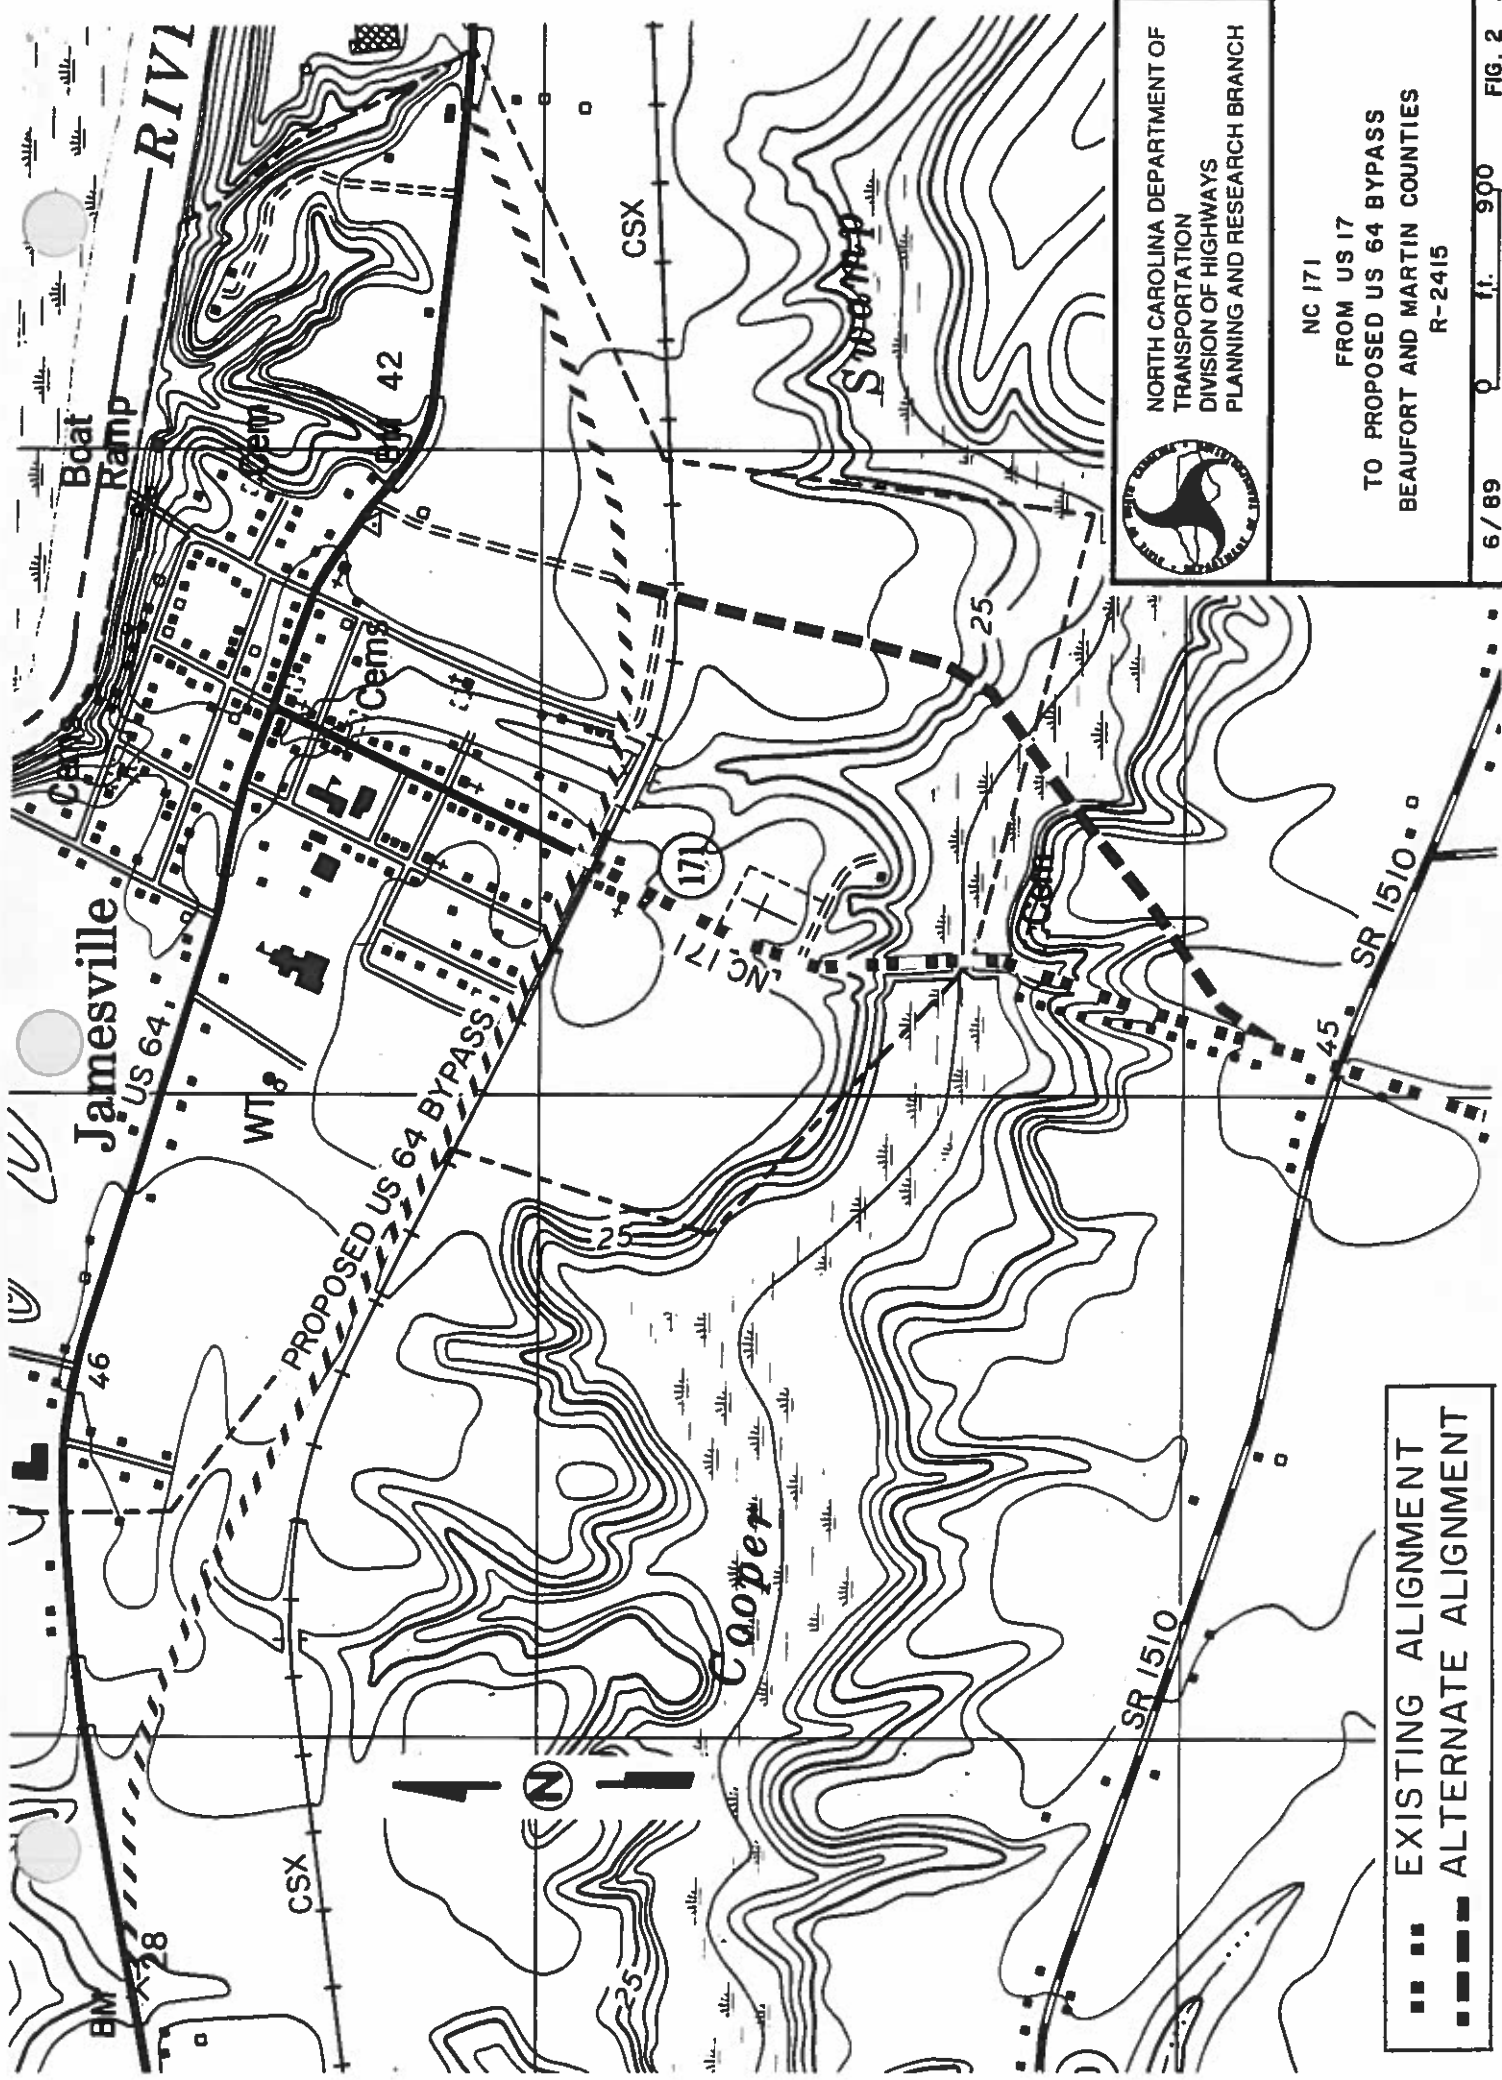 BM
28
46
US 64
Jamesville
WT
Boat
Ramp
RIVE
Cem
Cem
Cems
BM
42
CSX
CSX
PROPOSED US 64 BYPASS
171
NC 171
Cem
25
25
25
Cooper
Swamp
N
SR 1510
SR 1510
45
EXISTING ALIGNMENT
ALTERNATE ALIGNMENT
NORTH CAROLINA DEPARTMENT OF
TRANSPORTATION
DIVISION OF HIGHWAYS
PLANNING AND RESEARCH BRANCH
NC 171
FROM US 17
TO PROPOSED US 64 BYPASS
BEAUFORT AND MARTIN COUNTIES
R-2415
6/89 0 ft. 900 FIG. 2